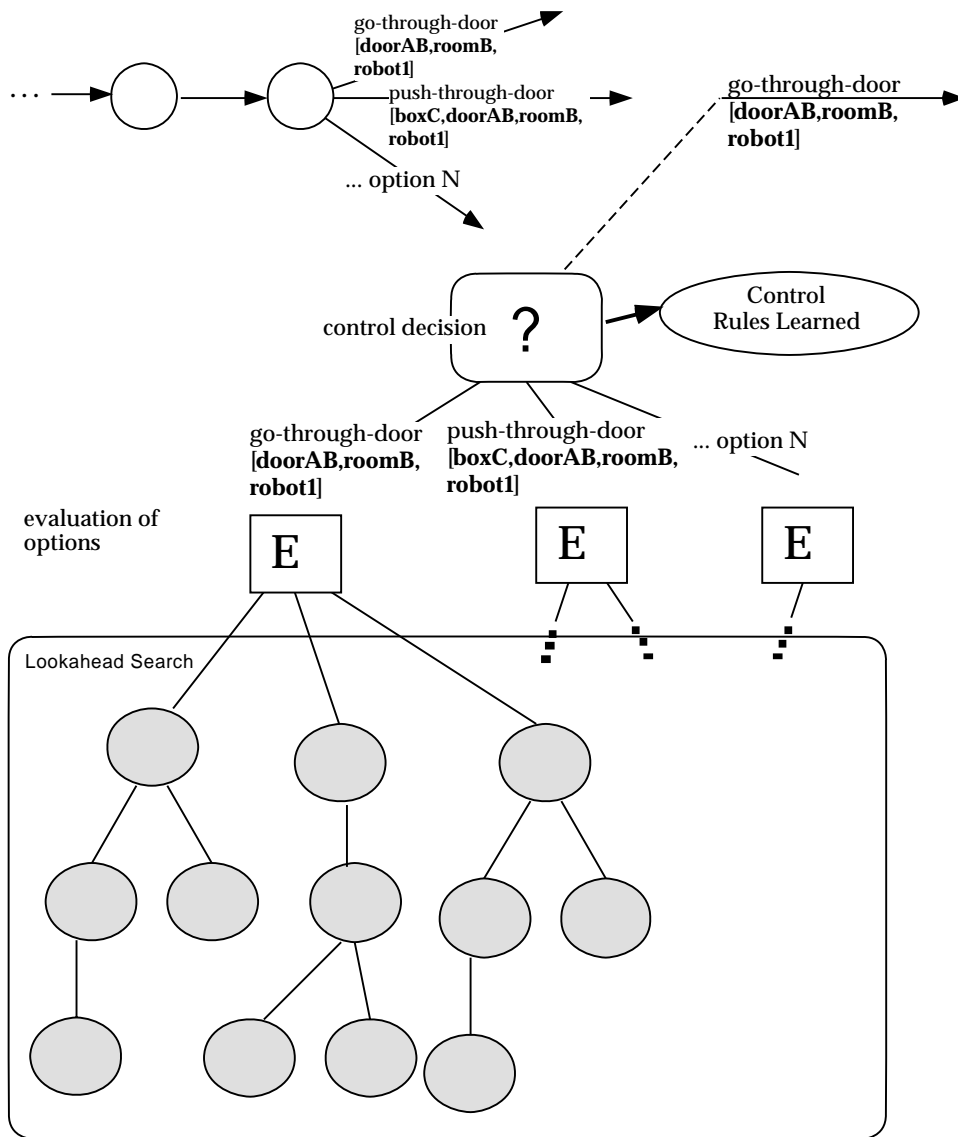 go-through-door
[doorAB,roomB,
robot1]
...
push-through-door
[boxC,doorAB,roomB,
robot1]
go-through-door
[doorAB,roomB,
robot1]
... option N
control decision
?
Control
Rules Learned
go-through-door
[doorAB,roomB,
robot1]
push-through-door
[boxC,doorAB,roomB,
robot1]
... option N
evaluation of
options
E
E
E
Lookahead Search